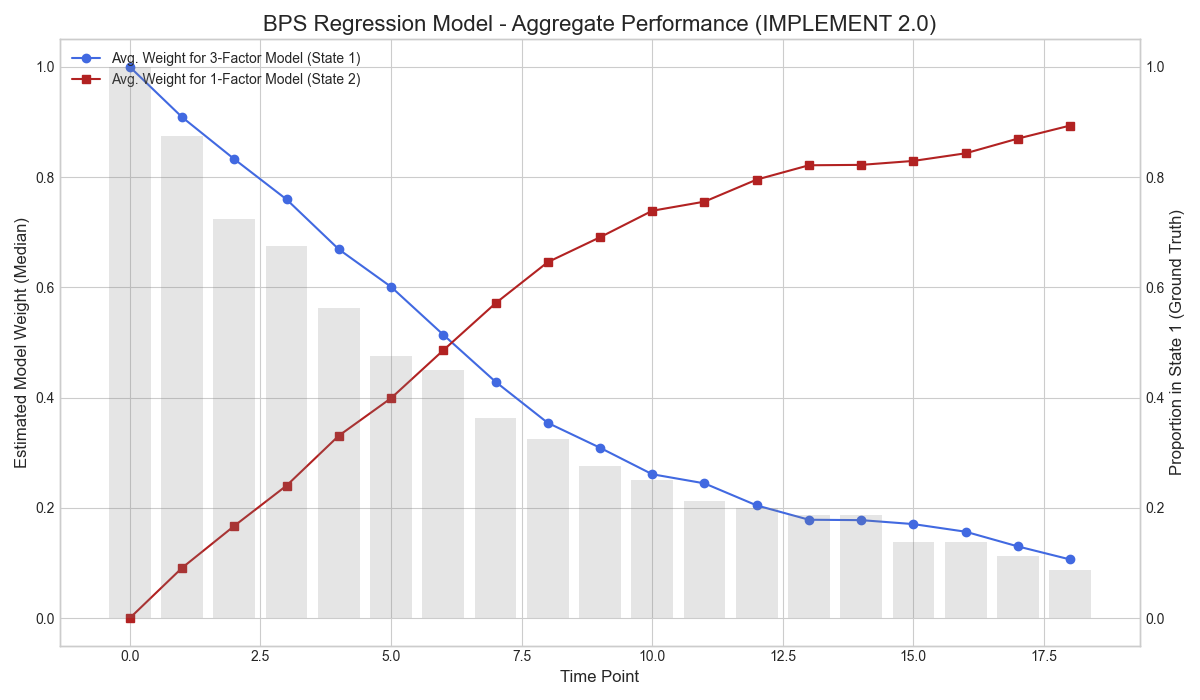 BPS Regression Model - Aggregate Performance (IMPLEMENT 2.0)
Avg. Weight for 3-Factor Model (State 1)
Avg. Weight for 1-Factor Model (State 2)
Estimated Model Weight (Median)
1.0
0.8
0.6
0.4
0.2
0.0
1.0
0.8
0.6
0.4
0.2
0.0
Proportion in State 1 (Ground Truth)
0.0 2.5 5.0 7.5 10.0 12.5 15.0 17.5
Time Point